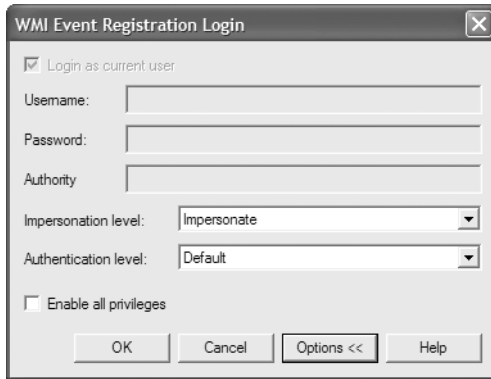 WMI Event Registration Login
Login as current user
Username:
Password:
Authority
Impersonation level: Impersonate
Authentication level: Default
Enable all privileges
OK Cancel Options << Help